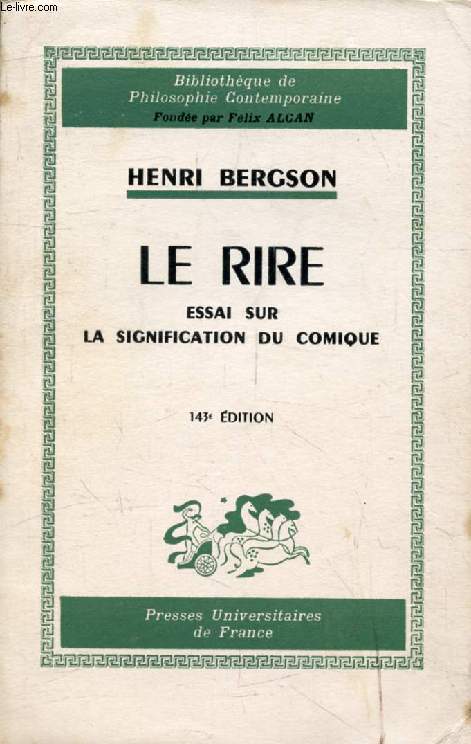 Le-livre.com
Bibliothèque de
Philosophie Contemporaine
Fondée par Félix ALCAN
HENRI BERGSON
LE RIRE
ESSAI SUR
LA SIGNIFICATION DU COMIQUE
143e ÉDITION
Presses Universitaires
de France